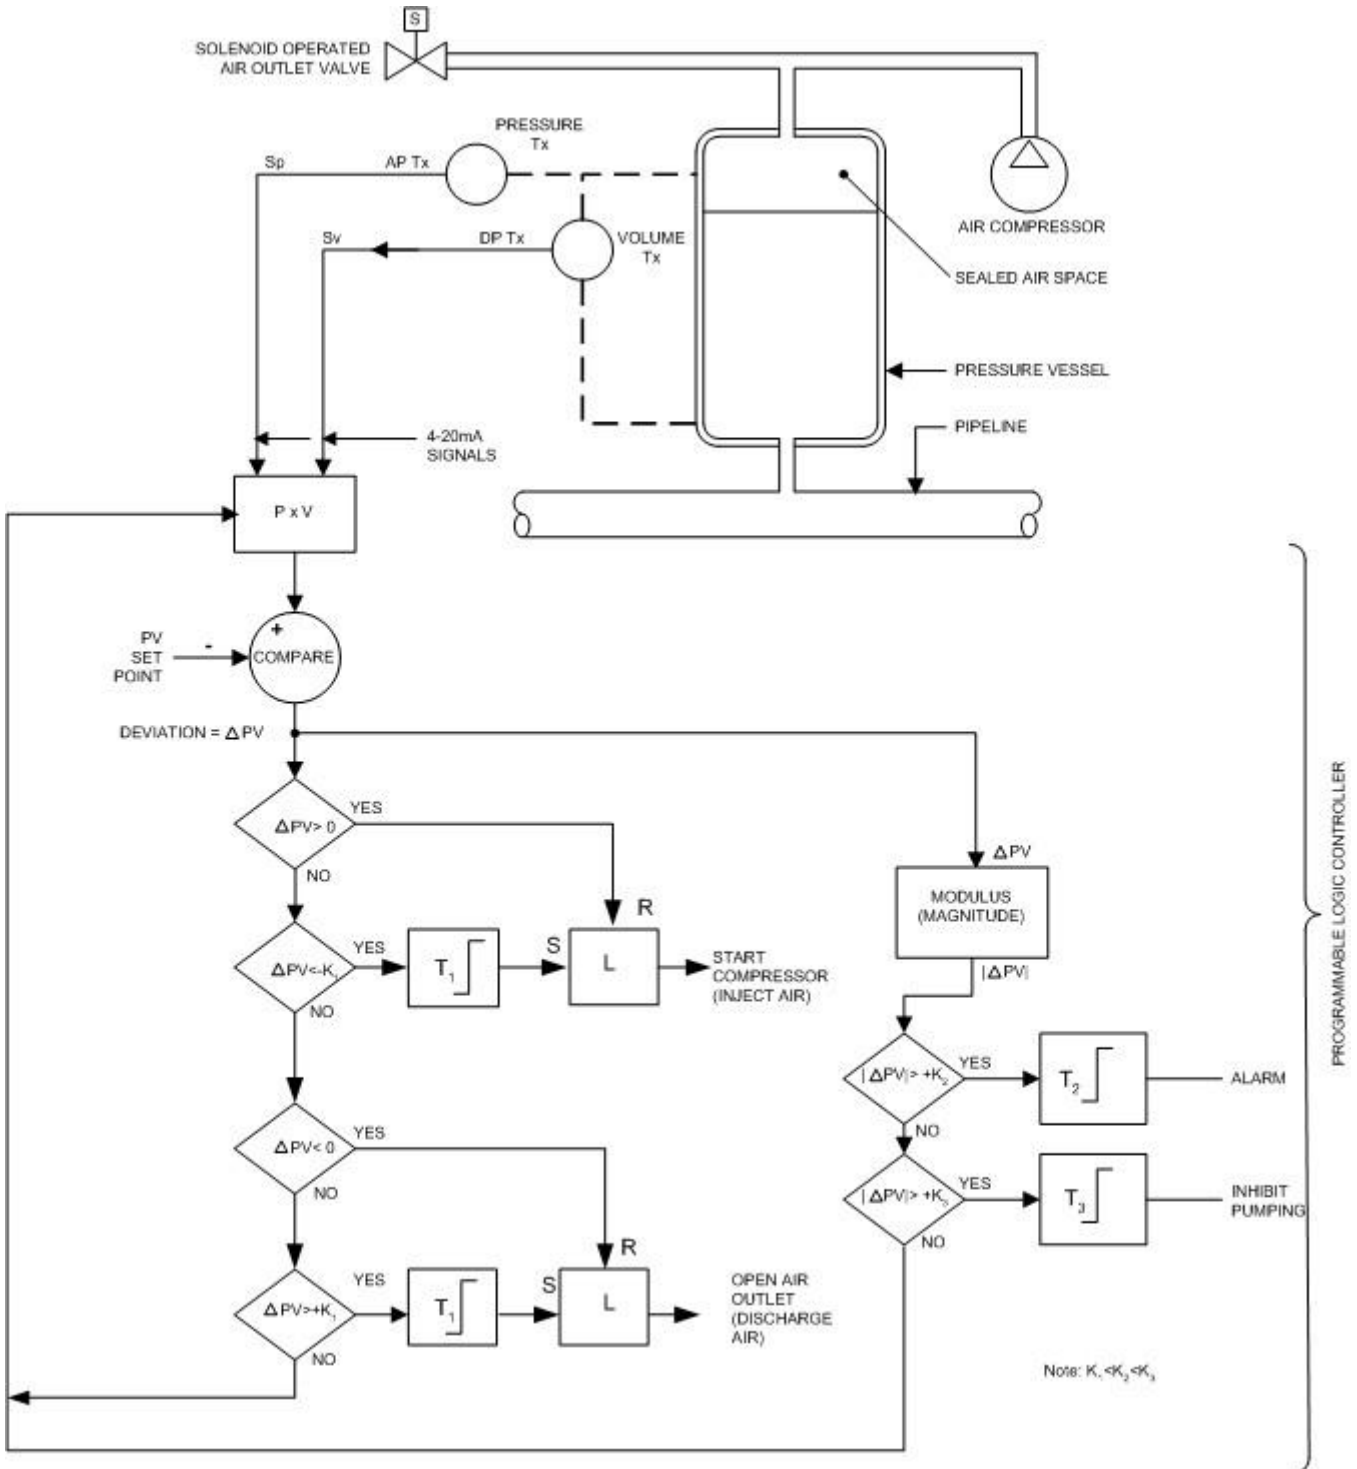 S
SOLENOID OPERATED
AIR OUTLET VALVE
PRESSURE
Tx
Sp
AP Tx
Sv
DP Tx
VOLUME
Tx
AIR COMPRESSOR
SEALED AIR SPACE
PRESSURE VESSEL
PIPELINE
4-20mA
SIGNALS
P x V
+
COMPARE
-
PV
SET
POINT
DEVIATION = Δ PV
ΔPV> 0
YES
NO
R
ΔPV<-K₁
YES
NO
T₁
S
L
START
COMPRESSOR
(INJECT AIR)
ΔPV< 0
YES
NO
R
ΔPV>+K₁
YES
NO
T₁
S
L
OPEN AIR
OUTLET
(DISCHARGE
AIR)
Δ PV
MODULUS
(MAGNITUDE)
|ΔPV|
|ΔPV|> +K₂
YES
NO
T₂
ALARM
|ΔPV|> +K₃
YES
NO
T₃
INHIBIT
PUMPING
Note: K₁<K₂<K₃
PROGRAMMABLE LOGIC CONTROLLER